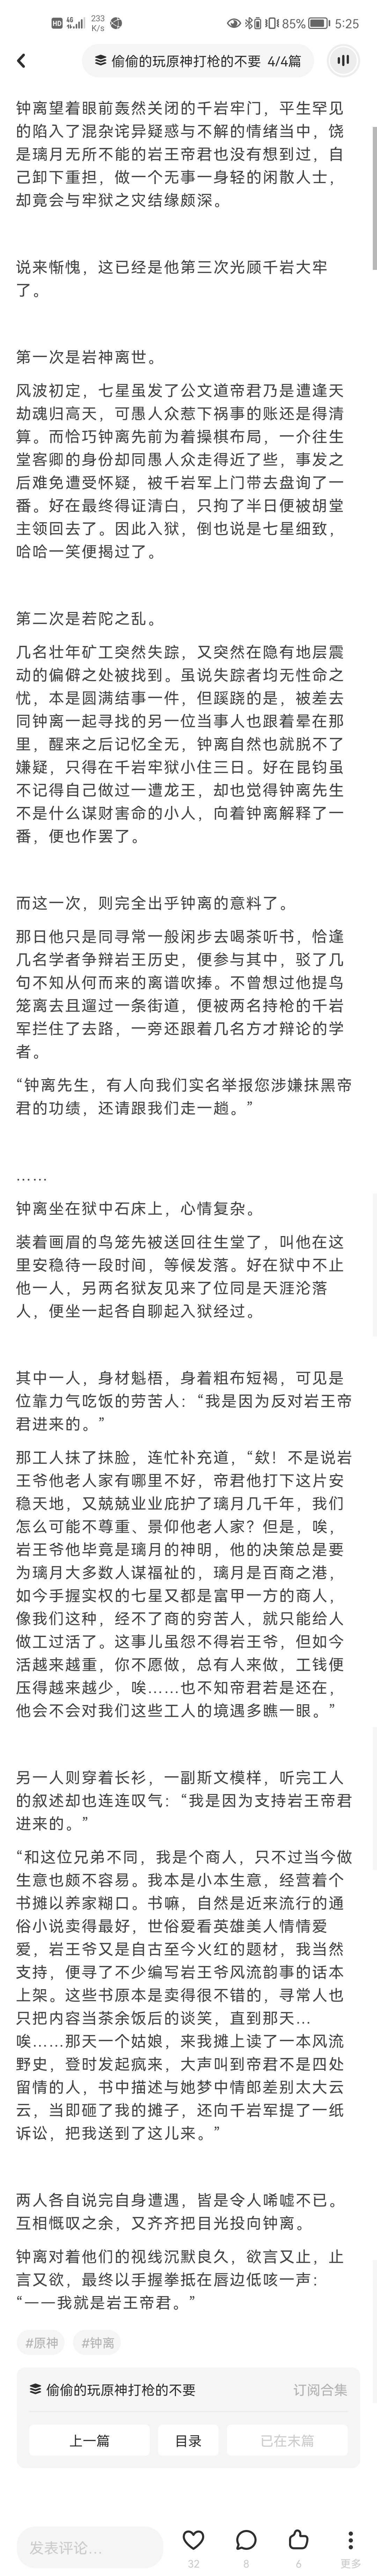 HD 4G 233 K/s 85% 5:25
偷偷的玩原神打枪的不要 4/4篇
钟离望着眼前轰然关闭的千岩牢门，平生罕见
的陷入了混杂诧异疑惑与不解的情绪当中，饶
是璃月无所不能的岩王帝君也没有想到过，自
己卸下重担，做一个无事一身轻的闲散人士，
却竟会与牢狱之灾结缘颇深。
说来惭愧，这已经是他第三次光顾千岩大牢
了。
第一次是岩神离世。
风波初定，七星虽发了公文道帝君乃是遭逢天
劫魂归高天，可愚人众惹下祸事的账还是得清
算。而恰巧钟离先前为着操棋布局，一介往生
堂客卿的身份却同愚人众走得近了些，事发之
后难免遭受怀疑，被千岩军上门带去盘询了一
番。好在最终得证清白，只拘了半日便被胡堂
主领回去了。因此入狱，倒也说是七星细致，
哈哈一笑便揭过了。
第二次是若陀之乱。
几名壮年矿工突然失踪，又突然在隐有地层震
动的偏僻之处被找到。虽说失踪者均无性命之
忧，本是圆满结事一件，但蹊跷的是，被差去
同钟离一起寻找的另一位当事人也跟着晕在那
里，醒来之后记忆全无，钟离自然也就脱不了
嫌疑，只得在千岩牢狱小住三日。好在昆钧虽
不记得自己做过一遭龙王，却也觉得钟离先生
不是什么谋财害命的小人，向着钟离解释了一
番，便也作罢了。
而这一次，则完全出乎钟离的意料了。
那日他只是同寻常一般闲步去喝茶听书，恰逢
几名学者争辩岩王历史，便参与其中，驳了几
句不知从何而来的离谱吹捧。不曾想过他提鸟
笼离去且遛过一条街道，便被两名持枪的千岩
军拦住了去路，一旁还跟着几名方才辩论的学
者。
“钟离先生，有人向我们实名举报您涉嫌抹黑帝
君的功绩，还请跟我们走一趟。”
……
钟离坐在狱中石床上，心情复杂。
装着画眉的鸟笼先被送回往生堂了，叫他在这
里安稳待一段时间，等候发落。好在狱中不止
他一人，另两名狱友见来了位同是天涯沦落
人，便坐一起各自聊起入狱经过。
其中一人，身材魁梧，身着粗布短褐，可见是
位靠力气吃饭的劳苦人：“我是因为反对岩王帝
君进来的。”
那工人抹了抹脸，连忙补充道，“欸！不是说岩
王爷他老人家有哪里不好，帝君他打下这片安
稳天地，又兢兢业业庇护了璃月几千年，我们
怎么可能不尊重、景仰他老人家？但是，唉，
岩王爷他毕竟是璃月的神明，他的决策总是要
为璃月大多数人谋福祉的，璃月是百商之港，
如今手握实权的七星又都是富甲一方的商人，
像我们这种，经不了商的穷苦人，就只能给人
做工过活了。这事儿虽怨不得岩王爷，但如今
活越来越重，你不愿做，总有人来做，工钱便
压得越来越少，唉……也不知帝君若是还在，
他会不会对我们这些工人的境遇多瞧一眼。”
另一人则穿着长衫，一副斯文模样，听完工人
的叙述却也连连叹气：“我是因为支持岩王帝君
进来的。”
“和这位兄弟不同，我是个商人，只不过当今做
生意也颇不容易。我本是小本生意，经营着个
书摊以养家糊口。书嘛，自然是近来流行的通
俗小说卖得最好，世俗爱看英雄美人情情爱
爱，岩王爷又是自古至今火红的题材，我当然
支持，便寻了不少编写岩王爷风流韵事的话本
上架。这些书原本是卖得很不错的，寻常人也
只把内容当茶余饭后的谈笑，直到那天…
唉……那天一个姑娘，来我摊上读了一本风流
野史，登时发起疯来，大声叫到帝君不是四处
留情的人，书中描述与她梦中情郎差别太大云
云，当即砸了我的摊子，还向千岩军提了一纸
诉讼，把我送到了这儿来。”
两人各自说完自身遭遇，皆是令人唏嘘不已。
互相慨叹之余，又齐齐把目光投向钟离。
钟离对着他们的视线沉默良久，欲言又止，止
言又欲，最终以手握拳抵在唇边低咳一声：
“——我就是岩王帝君。”
#原神 #钟离
偷偷的玩原神打枪的不要 订阅合集
上一篇 目录 已在末篇
发表评论… 32 8 6 更多